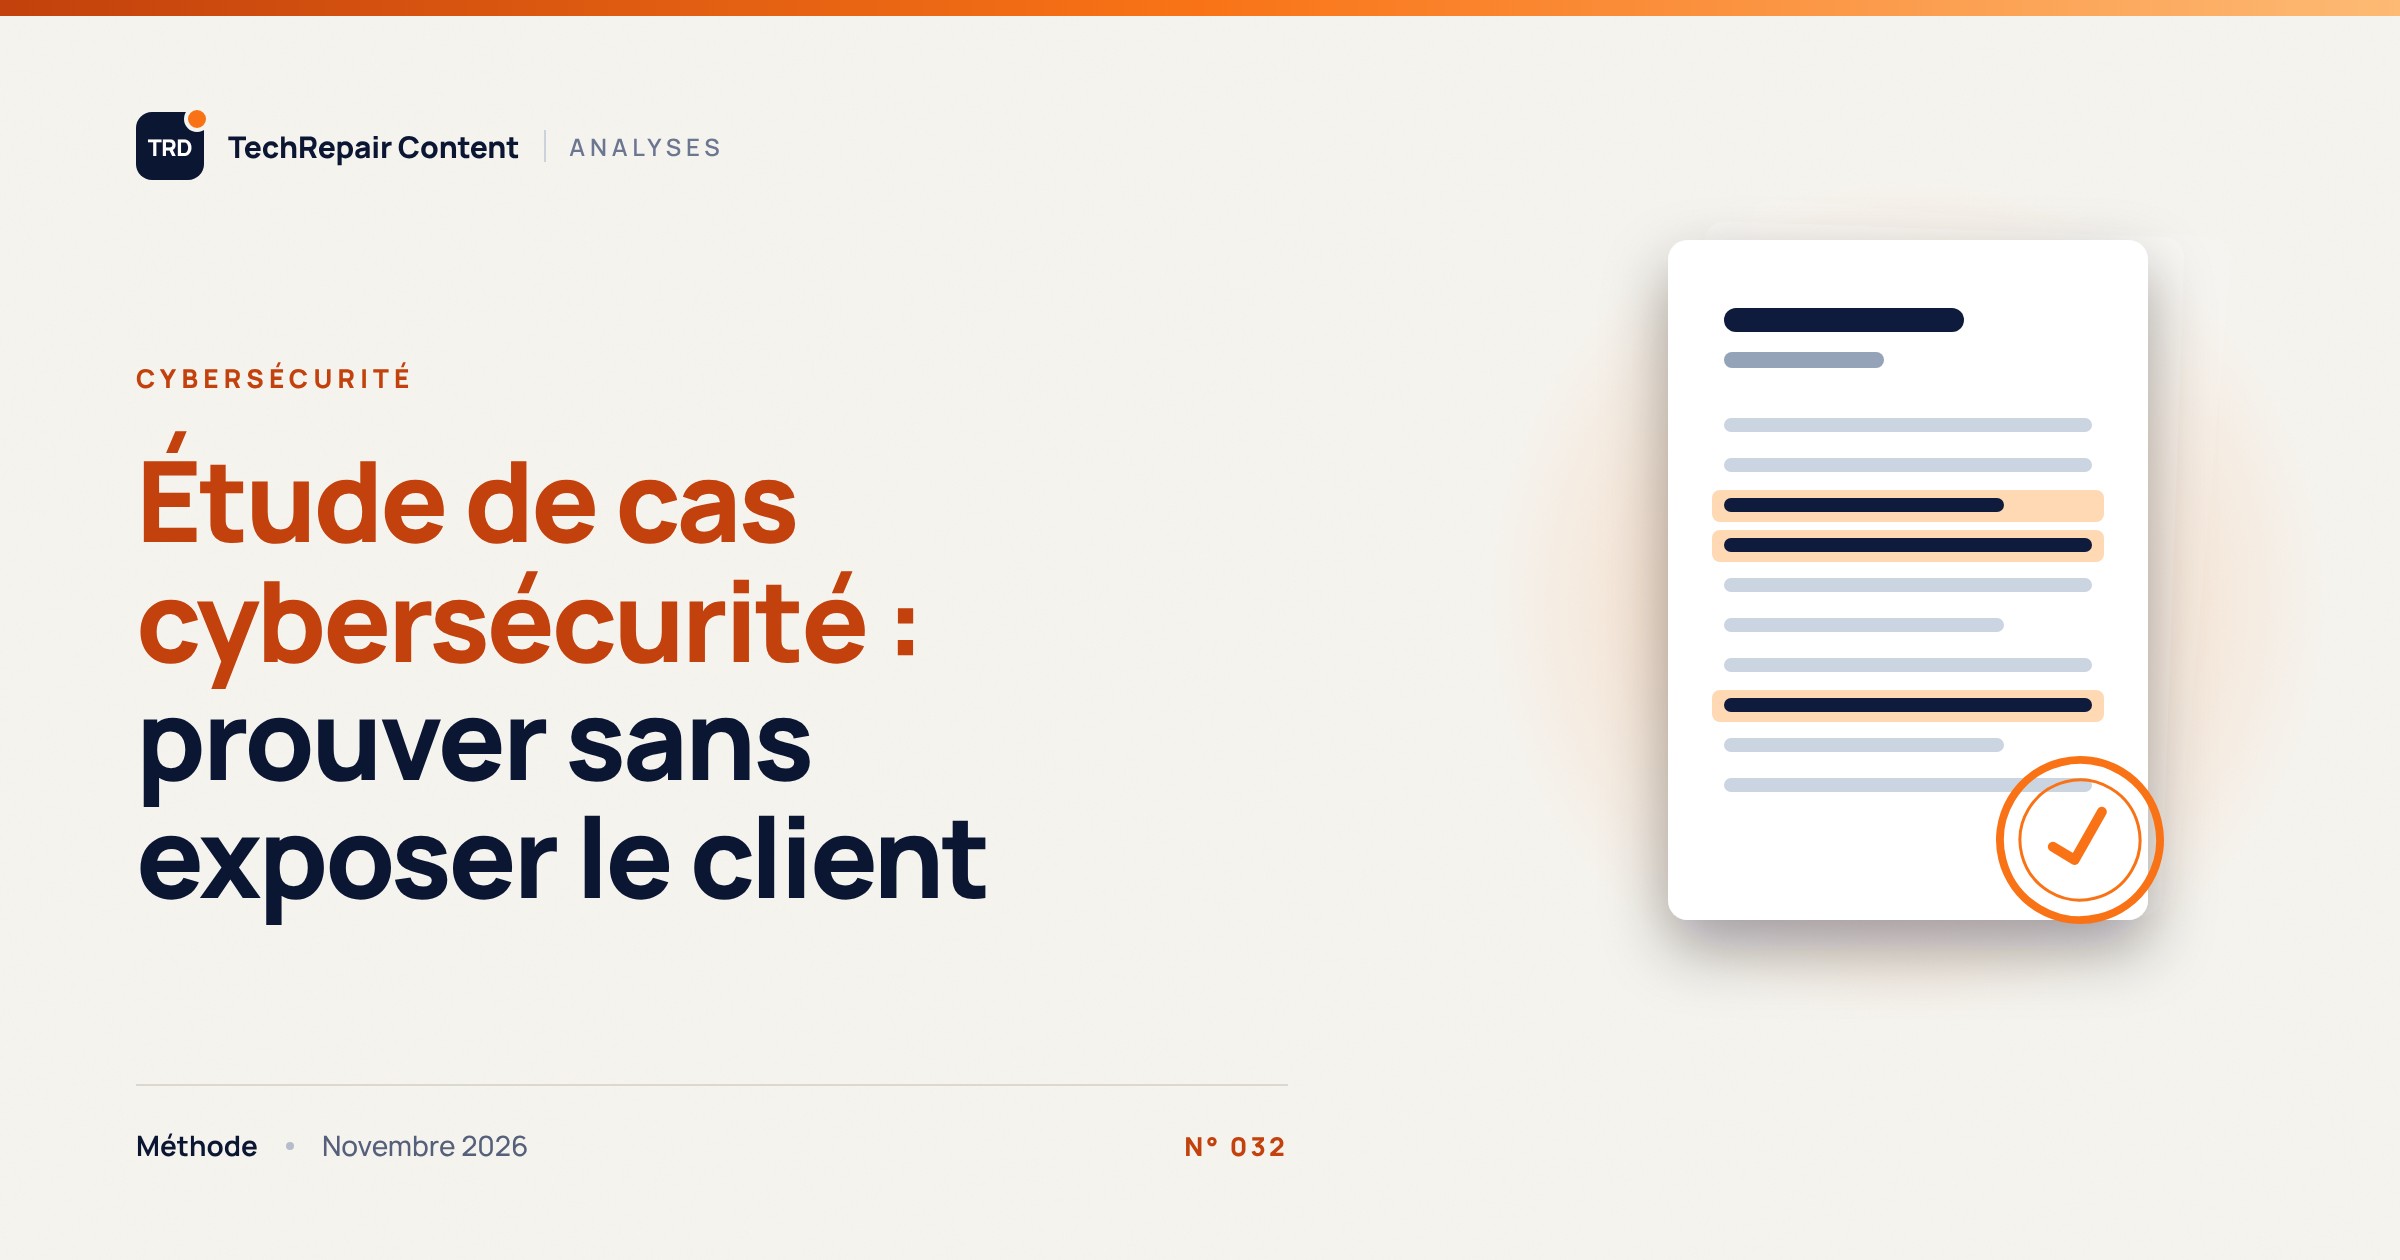 TRD
TechRepair Content
ANALYSES
CYBERSÉCURITÉ
Étude de cas
cybersécurité :
prouver sans
exposer le client
Méthode • Novembre 2026
N° 032